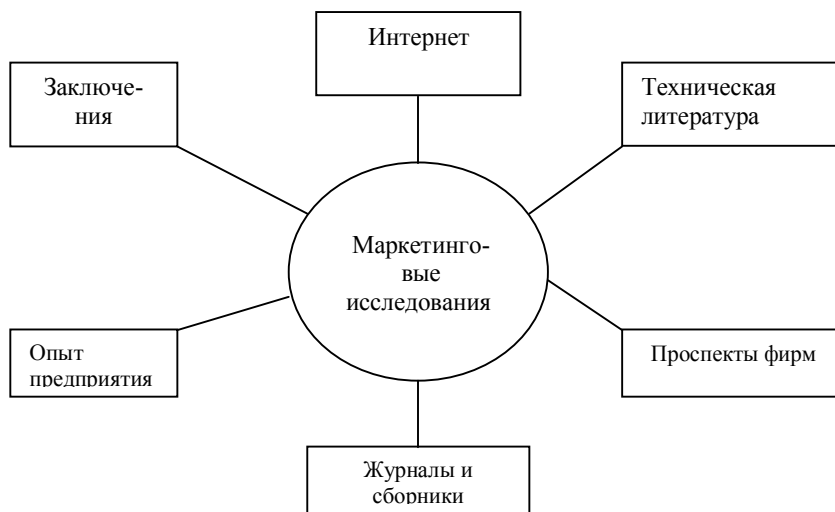 Интернет
Заключе-
ния
Техническая
литература
Маркетинго-
вые
исследования
Опыт
предприятия
Проспекты фирм
Журналы и
сборники